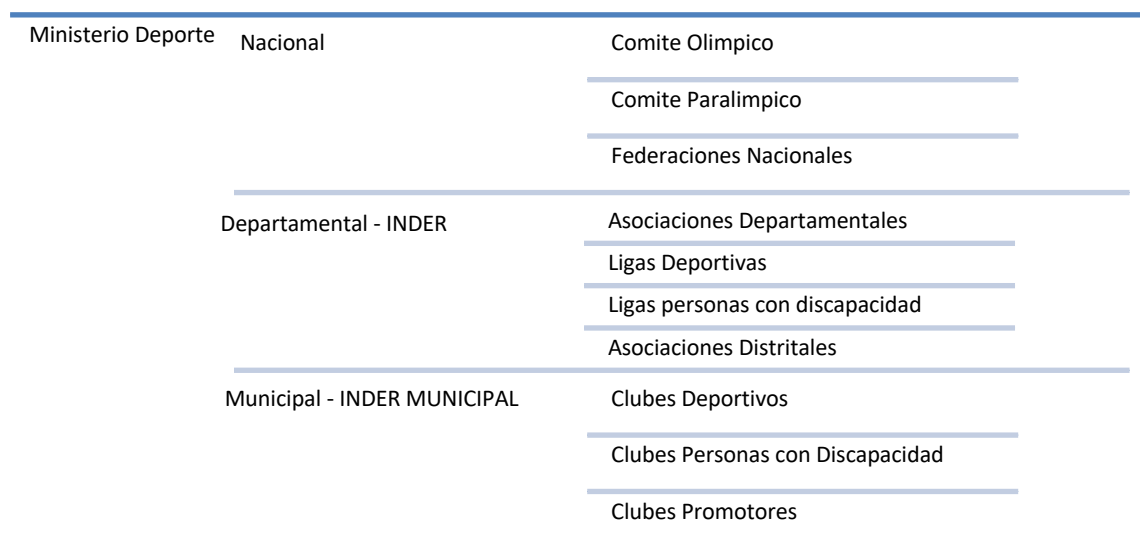 Ministerio Deporte
Nacional
Comite Olimpico
Comite Paralimpico
Federaciones Nacionales
Departamental - INDER
Asociaciones Departamentales
Ligas Deportivas
Ligas personas con discapacidad
Asociaciones Distritales
Municipal - INDER MUNICIPAL
Clubes Deportivos
Clubes Personas con Discapacidad
Clubes Promotores